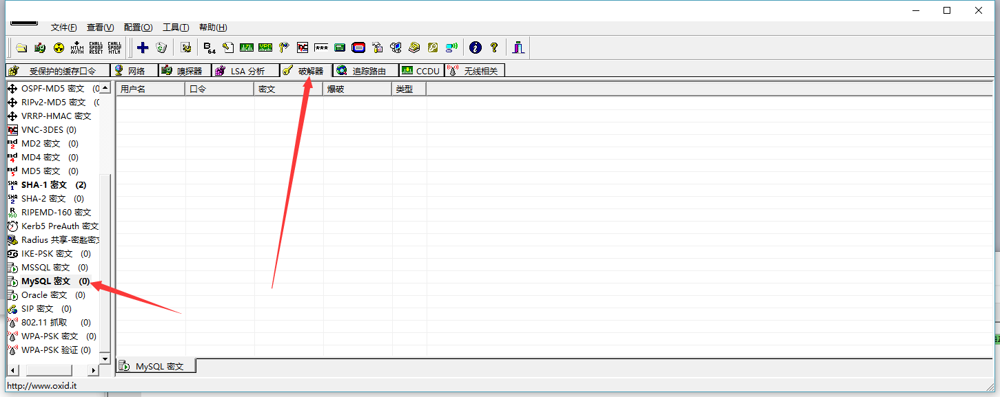 文件(F) 查看(V) 配置(O) 工具(T) 帮助(H)
NTLM AUTH CHALL SPOOF RESET CHALL SPOOF NTLM B64 ***
受保护的缓存口令 网络 嗅探器 LSA 分析 破解器 追踪路由 CCDU 无线相关
用户名 口令 密文 爆破 类型
OSPF-MD5 密文 (0
RIPv2-MD5 密文 (0
VRRP-HMAC 密文
VNC-3DES (0)
MD2 密文 (0)
MD4 密文 (0)
MD5 密文 (0)
SHA-1 密文 (2)
SHA-2 密文 (0)
RIPEMD-160 密文
Kerb5 PreAuth 密文
Radius 共享-密匙密文
IKE-PSK 密文 (0)
MSSQL 密文 (0)
MySQL 密文 (0)
Oracle 密文 (0)
SIP 密文 (0)
802.11 抓取 (0)
WPA-PSK 密文 (0)
WPA-PSK 验证 (0)
MySQL 密文
http://www.oxid.it